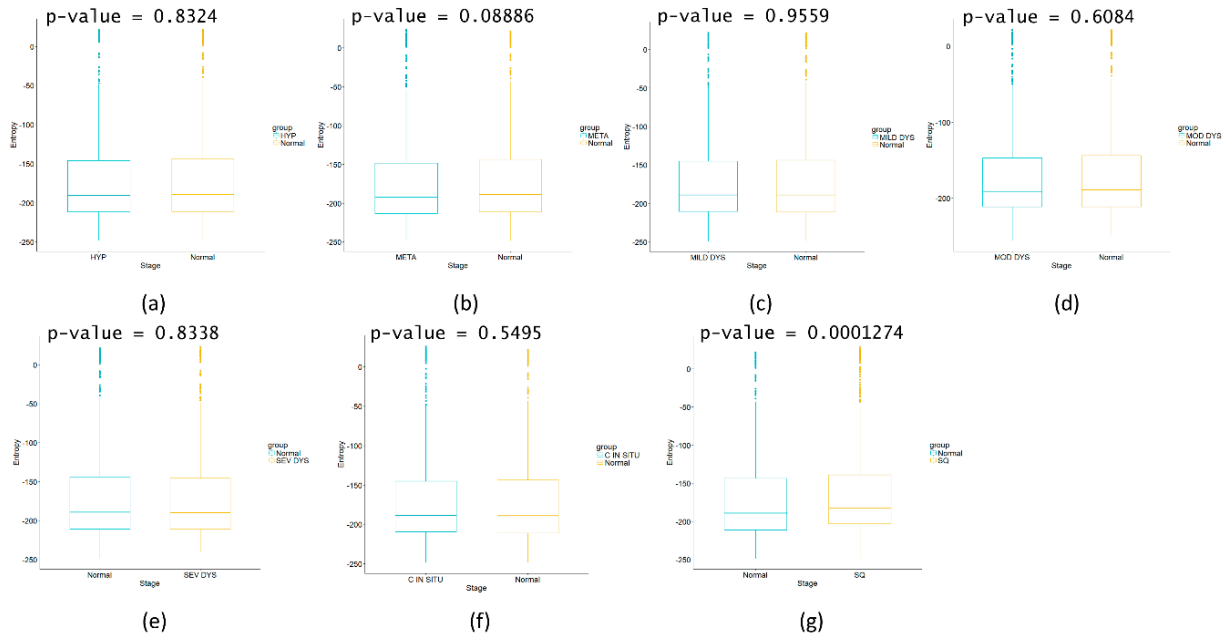 p-value = 0.8324
0
-50
-100
-150
-200
-250
Entropy
HYP
Normal
Stage
group
HYP
Normal
(a)
p-value = 0.08886
0
-50
-100
-150
-200
-250
Entropy
META
Normal
Stage
group
META
Normal
(b)
p-value = 0.9559
0
-50
-100
-150
-200
-250
Entropy
MILD DYS
Normal
Stage
group
MILD DYS
Normal
(c)
p-value = 0.6084
0
-50
-100
-150
-200
Entropy
MOD DYS
Normal
Stage
group
MOD DYS
Normal
(d)
p-value = 0.8338
0
-50
-100
-150
-200
-250
Entropy
Normal
SEV DYS
Stage
group
Normal
SEV DYS
(e)
p-value = 0.5495
0
-50
-100
-150
-200
-250
Entropy
C IN SITU
Normal
Stage
group
C IN SITU
Normal
(f)
p-value = 0.0001274
0
-50
-100
-150
-200
-250
Entropy
Normal
SQ
Stage
group
Normal
SQ
(g)